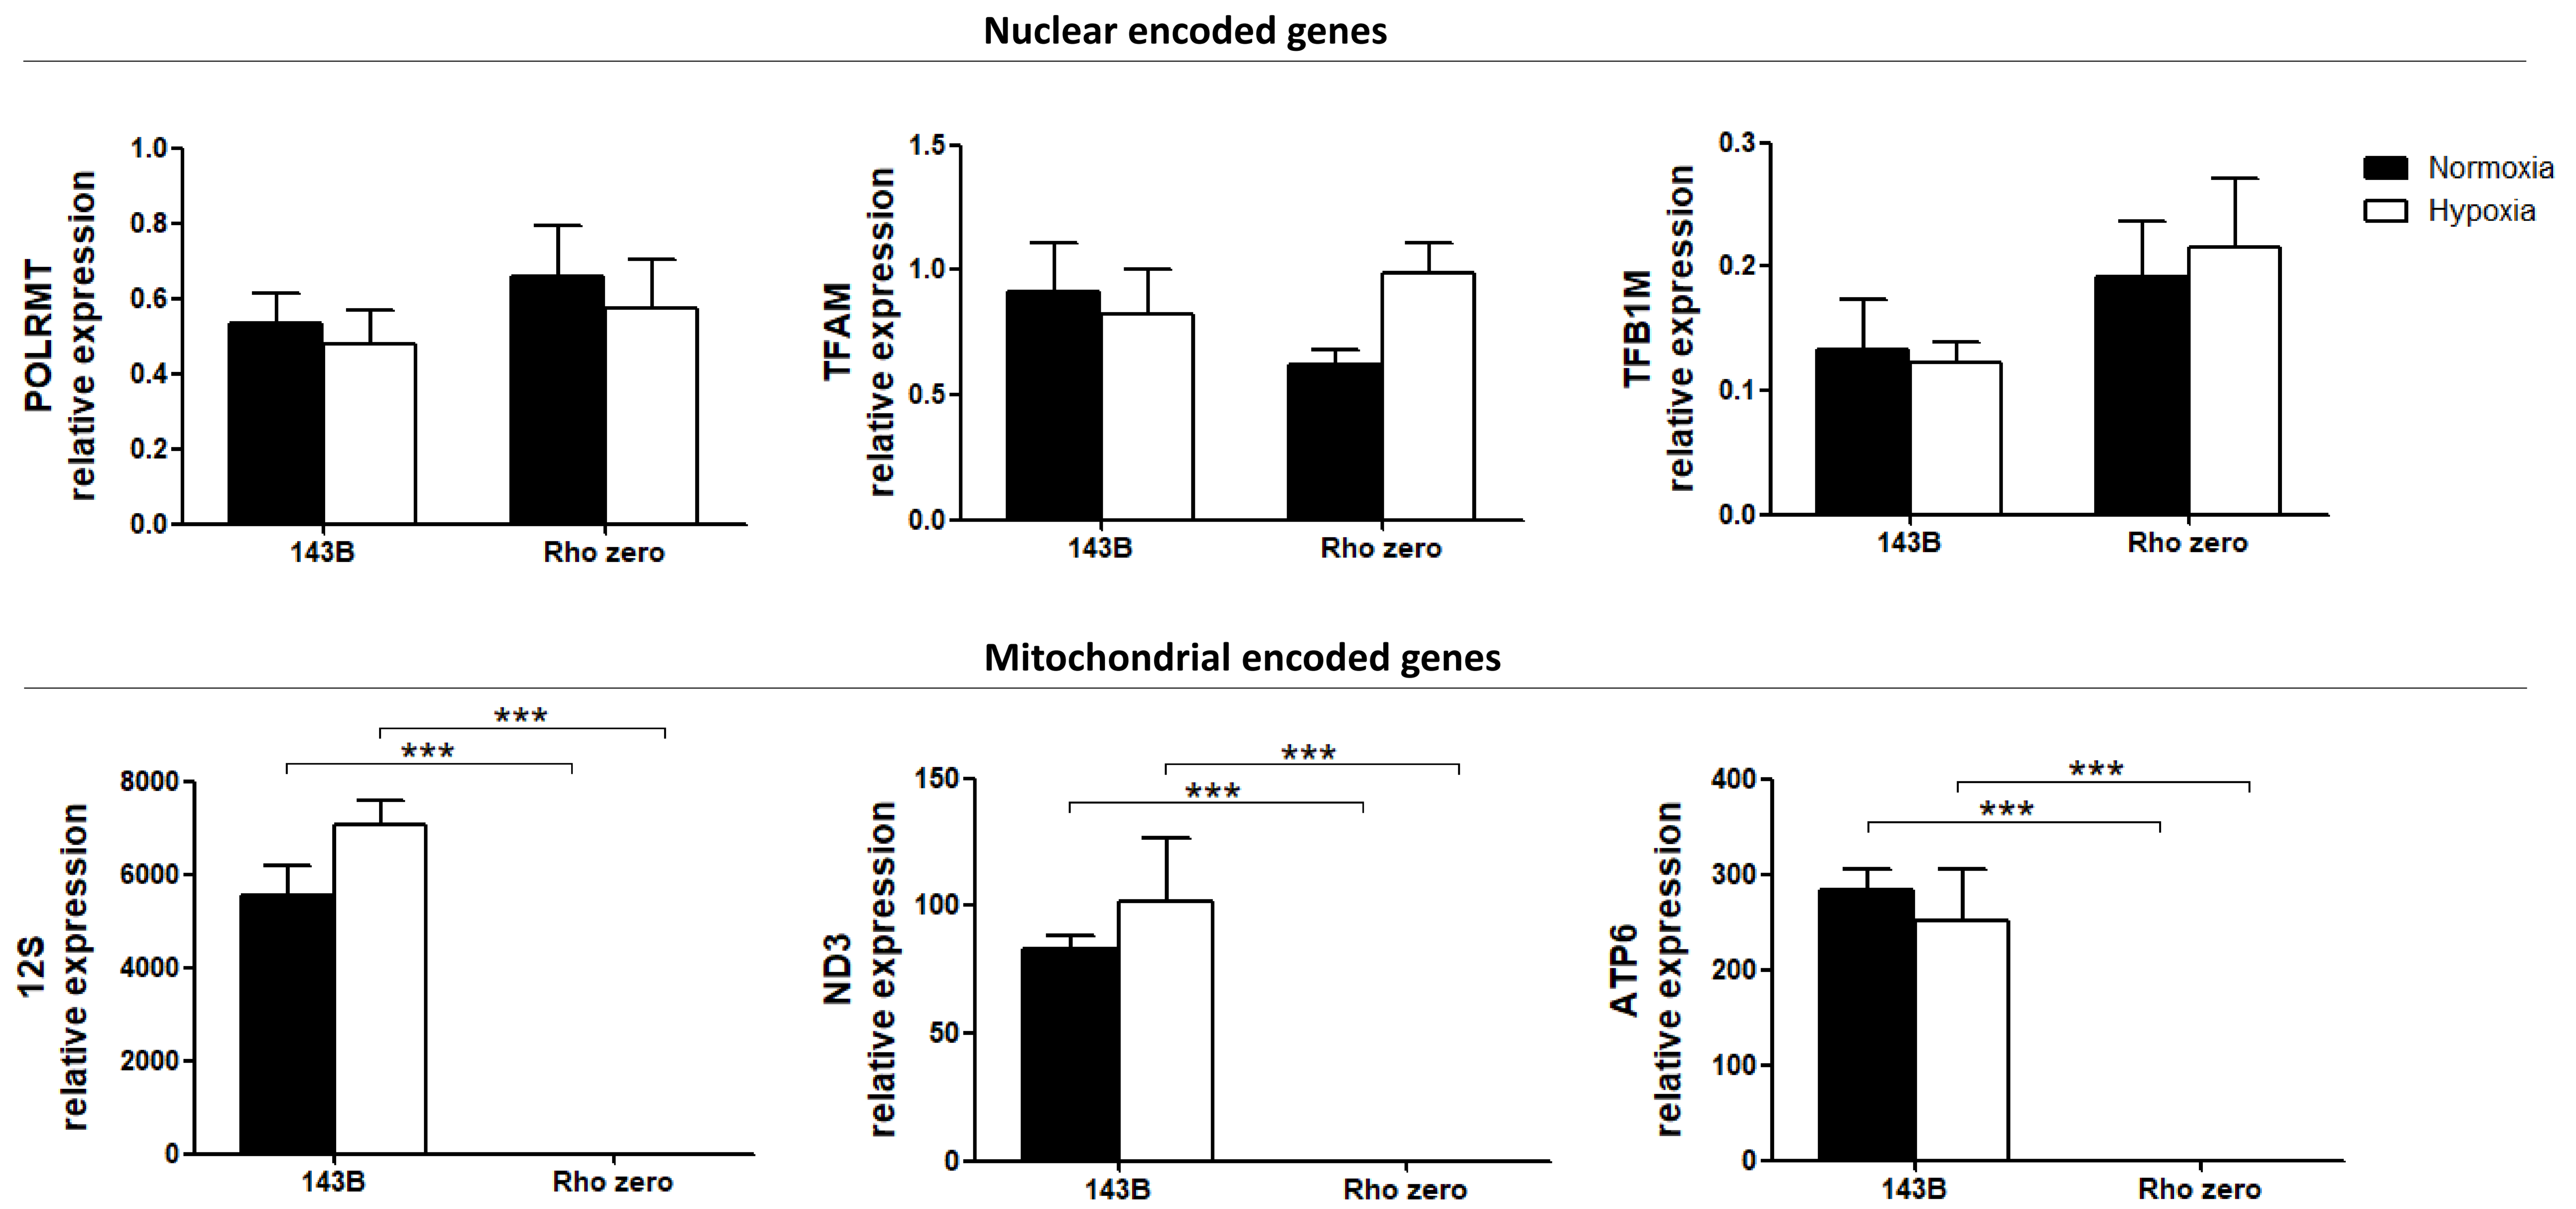 Nuclear encoded genes
POLRMT
relative expression
1.0
0.8
0.6
0.4
0.2
0.0
143B
Rho zero
TFAM
relative expression
1.5
1.0
0.5
0.0
143B
Rho zero
TFB1M
relative expression
0.3
0.2
0.1
0.0
143B
Rho zero
Normoxia
Hypoxia
Mitochondrial encoded genes
12S
relative expression
8000
6000
4000
2000
0
***
***
143B
Rho zero
ND3
relative expression
150
100
50
0
***
***
143B
Rho zero
ATP6
relative expression
400
300
200
100
0
***
***
143B
Rho zero